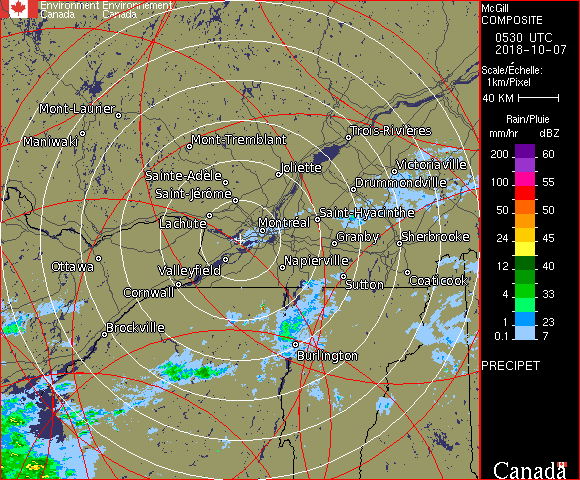 Environment Environnement
Canada Canada
McGill
COMPOSITE
0530 UTC
2018-10-07
Scale/Échelle:
1km/Pixel
40 KM
Rain/Pluie
mm/hr dBZ
200 60
100 55
50 50
24 45
12 40
4 33
1 23
0.1 7
PRECIPET
Canada
Mont-Laurier
Maniwaki
Mont-Tremblant
Trois-Rivières
Victoriaville
Sainte-Adèle
Joliette
Drummondville
Saint-Jérôme
Lachute
Montréal
Saint-Hyacinthe
Granby
Sherbrooke
Ottawa
Valleyfield
Napierville
Cornwall
Sutton
Coaticook
Brockville
Burlington